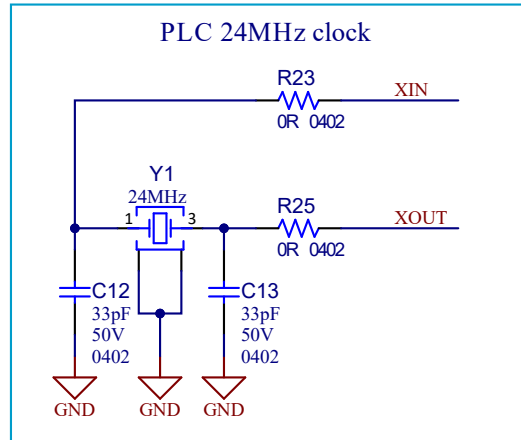 PLC 24MHz clock
R23
XIN
0R 0402
Y1
24MHz
1
3
R25
XOUT
0R 0402
C12
33pF
50V
0402
C13
33pF
50V
0402
GND
GND
GND